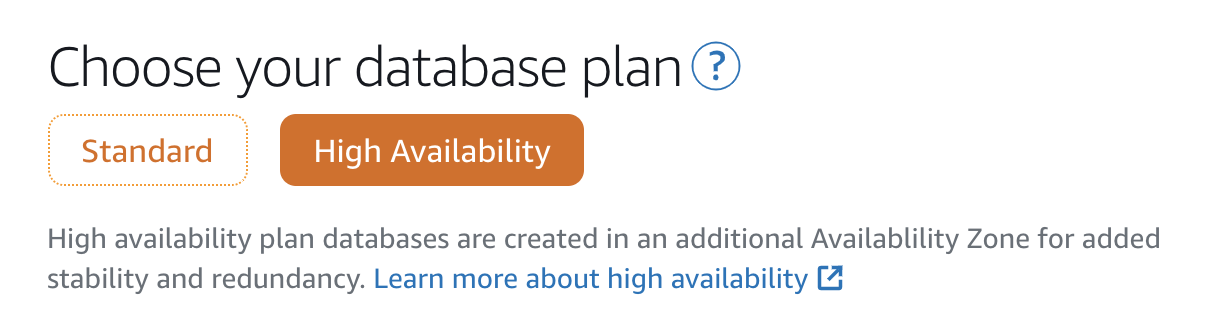 Choose your database plan ?
Standard
High Availability
High availability plan databases are created in an additional Availablility Zone for added
stability and redundancy. Learn more about high availability